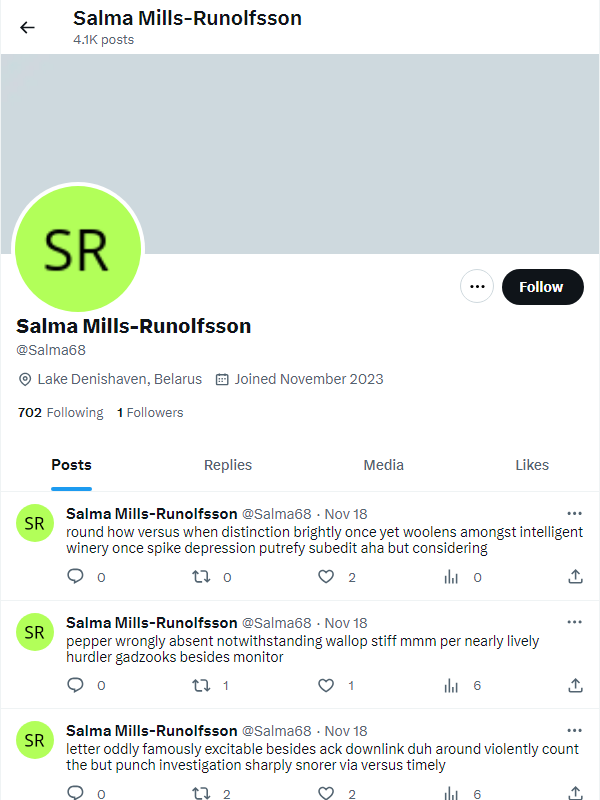 Salma Mills-Runolfsson
4.1K posts
SR
Follow
Salma Mills-Runolfsson
@Salma68
Lake Denishaven, Belarus Joined November 2023
702 Following 1 Followers
Posts Replies Media Likes
SR
Salma Mills-Runolfsson @Salma68 · Nov 18
round how versus when distinction brightly once yet woolens amongst intelligent
winery once spike depression putrefy subedit aha but considering
0 0 2 0
SR
Salma Mills-Runolfsson @Salma68 · Nov 18
pepper wrongly absent notwithstanding wallop stiff mmm per nearly lively
hurdler gadzooks besides monitor
0 1 1 6
SR
Salma Mills-Runolfsson @Salma68 · Nov 18
letter oddly famously excitable besides ack downlink duh around violently count
the but punch investigation sharply snorer via versus timely
0 2 2 6